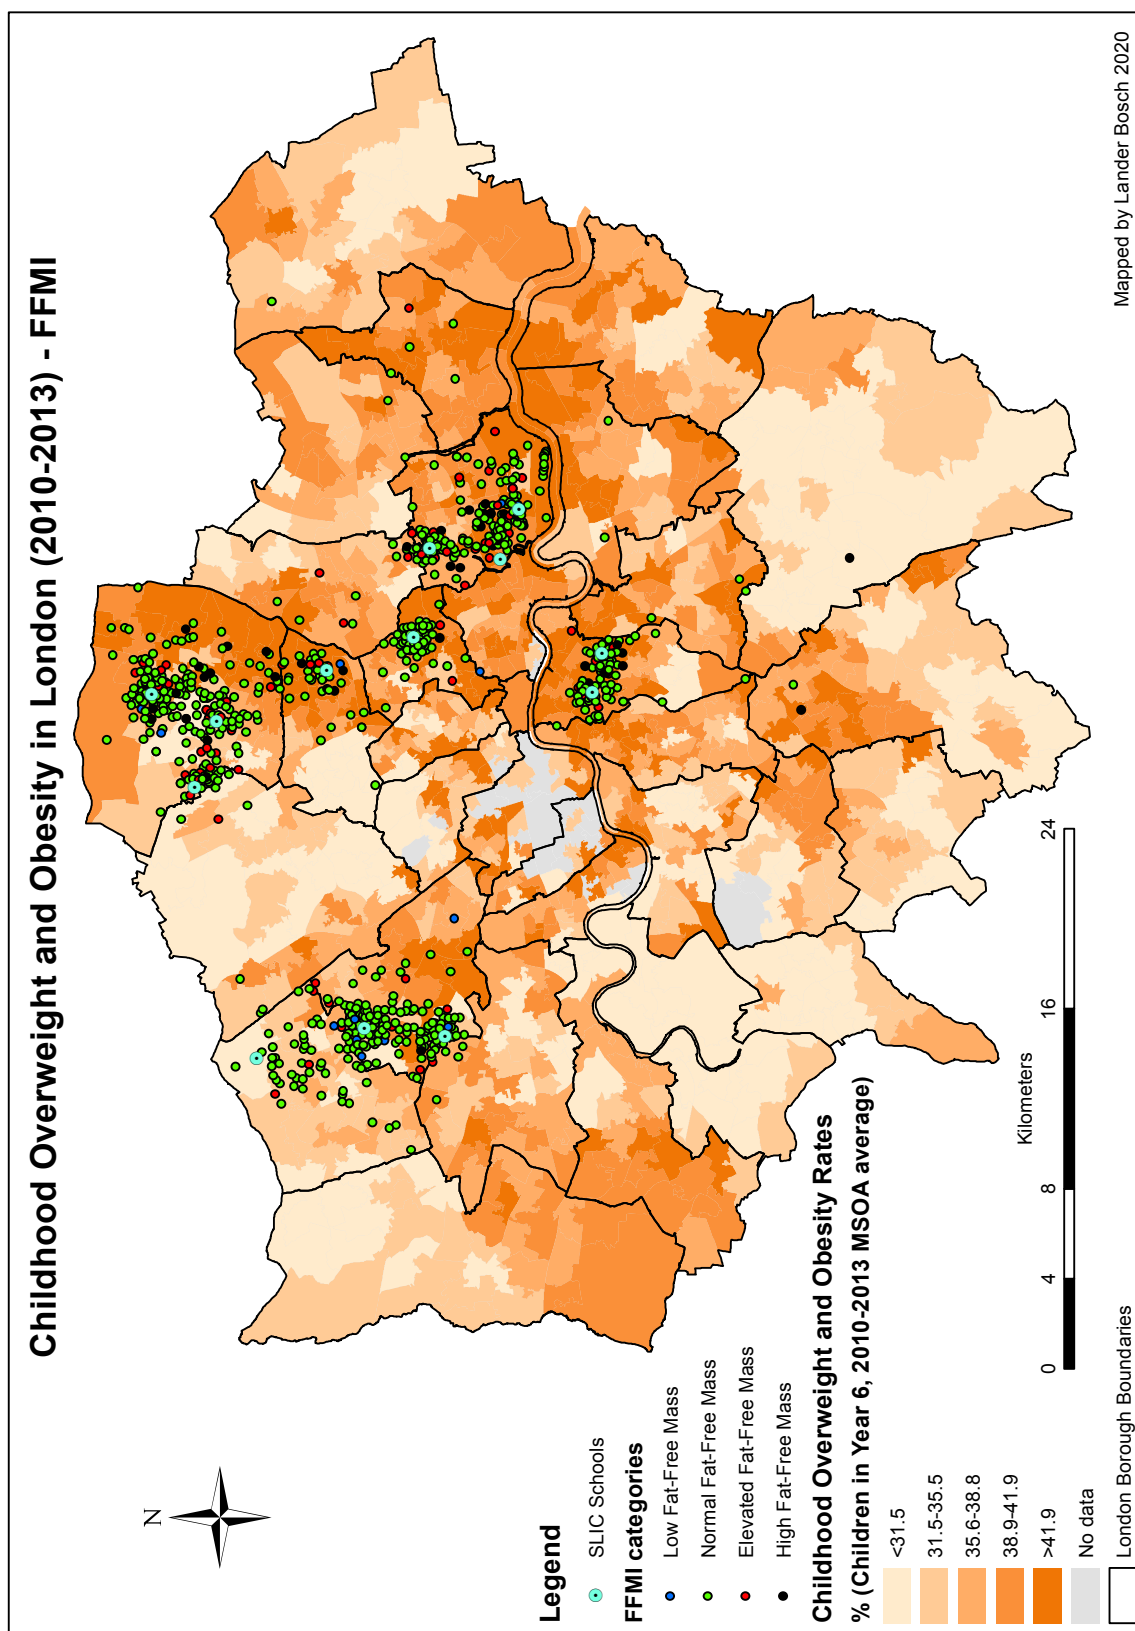 Childhood Overweight and Obesity in London (2010-2013) - FFMI
N
Legend
SLIC Schools
FFMI categories
Low Fat-Free Mass
Normal Fat-Free Mass
Elevated Fat-Free Mass
High Fat-Free Mass
Childhood Overweight and Obesity Rates
% (Children in Year 6, 2010-2013 MSOA average)
<31.5
31.5-35.5
35.6-38.8
38.9-41.9
>41.9
No data
London Borough Boundaries
Kilometers
0 4 8 16 24
Mapped by Lander Bosch 2020